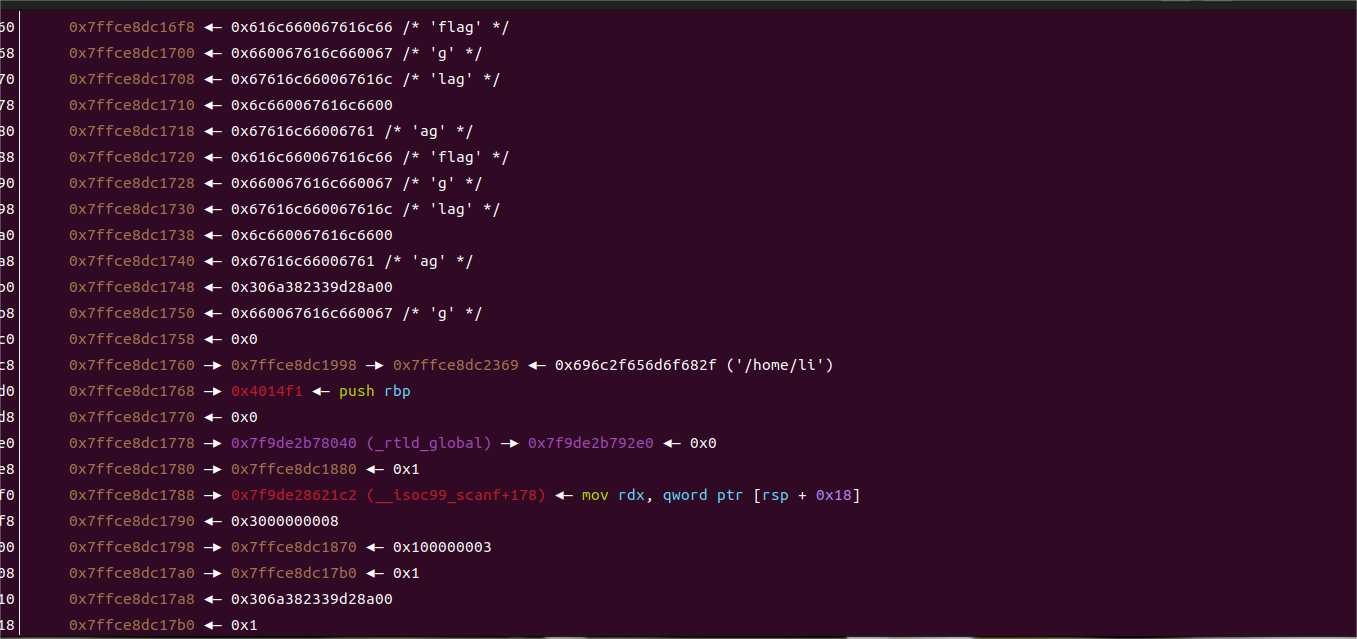 60 0x7ffce8dc16f8 ◂— 0x616c660067616c66 /* 'flag' */
68 0x7ffce8dc1700 ◂— 0x660067616c660067 /* 'g' */
70 0x7ffce8dc1708 ◂— 0x67616c660067616c /* 'lag' */
78 0x7ffce8dc1710 ◂— 0x6c660067616c6600
80 0x7ffce8dc1718 ◂— 0x67616c66006761 /* 'ag' */
88 0x7ffce8dc1720 ◂— 0x616c660067616c66 /* 'flag' */
90 0x7ffce8dc1728 ◂— 0x660067616c660067 /* 'g' */
98 0x7ffce8dc1730 ◂— 0x67616c660067616c /* 'lag' */
a0 0x7ffce8dc1738 ◂— 0x6c660067616c6600
a8 0x7ffce8dc1740 ◂— 0x67616c66006761 /* 'ag' */
b0 0x7ffce8dc1748 ◂— 0x306a382339d28a00
b8 0x7ffce8dc1750 ◂— 0x660067616c660067 /* 'g' */
c0 0x7ffce8dc1758 ◂— 0x0
c8 0x7ffce8dc1760 —▸ 0x7ffce8dc1998 —▸ 0x7ffce8dc2369 ◂— 0x696c2f656d6f682f ('/home/li')
d0 0x7ffce8dc1768 —▸ 0x4014f1 ◂— push rbp
d8 0x7ffce8dc1770 ◂— 0x0
e0 0x7ffce8dc1778 —▸ 0x7f9de2b78040 (_rtld_global) —▸ 0x7f9de2b792e0 ◂— 0x0
e8 0x7ffce8dc1780 —▸ 0x7ffce8dc1880 ◂— 0x1
f0 0x7ffce8dc1788 —▸ 0x7f9de28621c2 (__isoc99_scanf+178) ◂— mov rdx, qword ptr [rsp + 0x18]
f8 0x7ffce8dc1790 ◂— 0x3000000008
00 0x7ffce8dc1798 —▸ 0x7ffce8dc1870 ◂— 0x100000003
08 0x7ffce8dc17a0 —▸ 0x7ffce8dc17b0 ◂— 0x1
10 0x7ffce8dc17a8 ◂— 0x306a382339d28a00
18 0x7ffce8dc17b0 ◂— 0x1